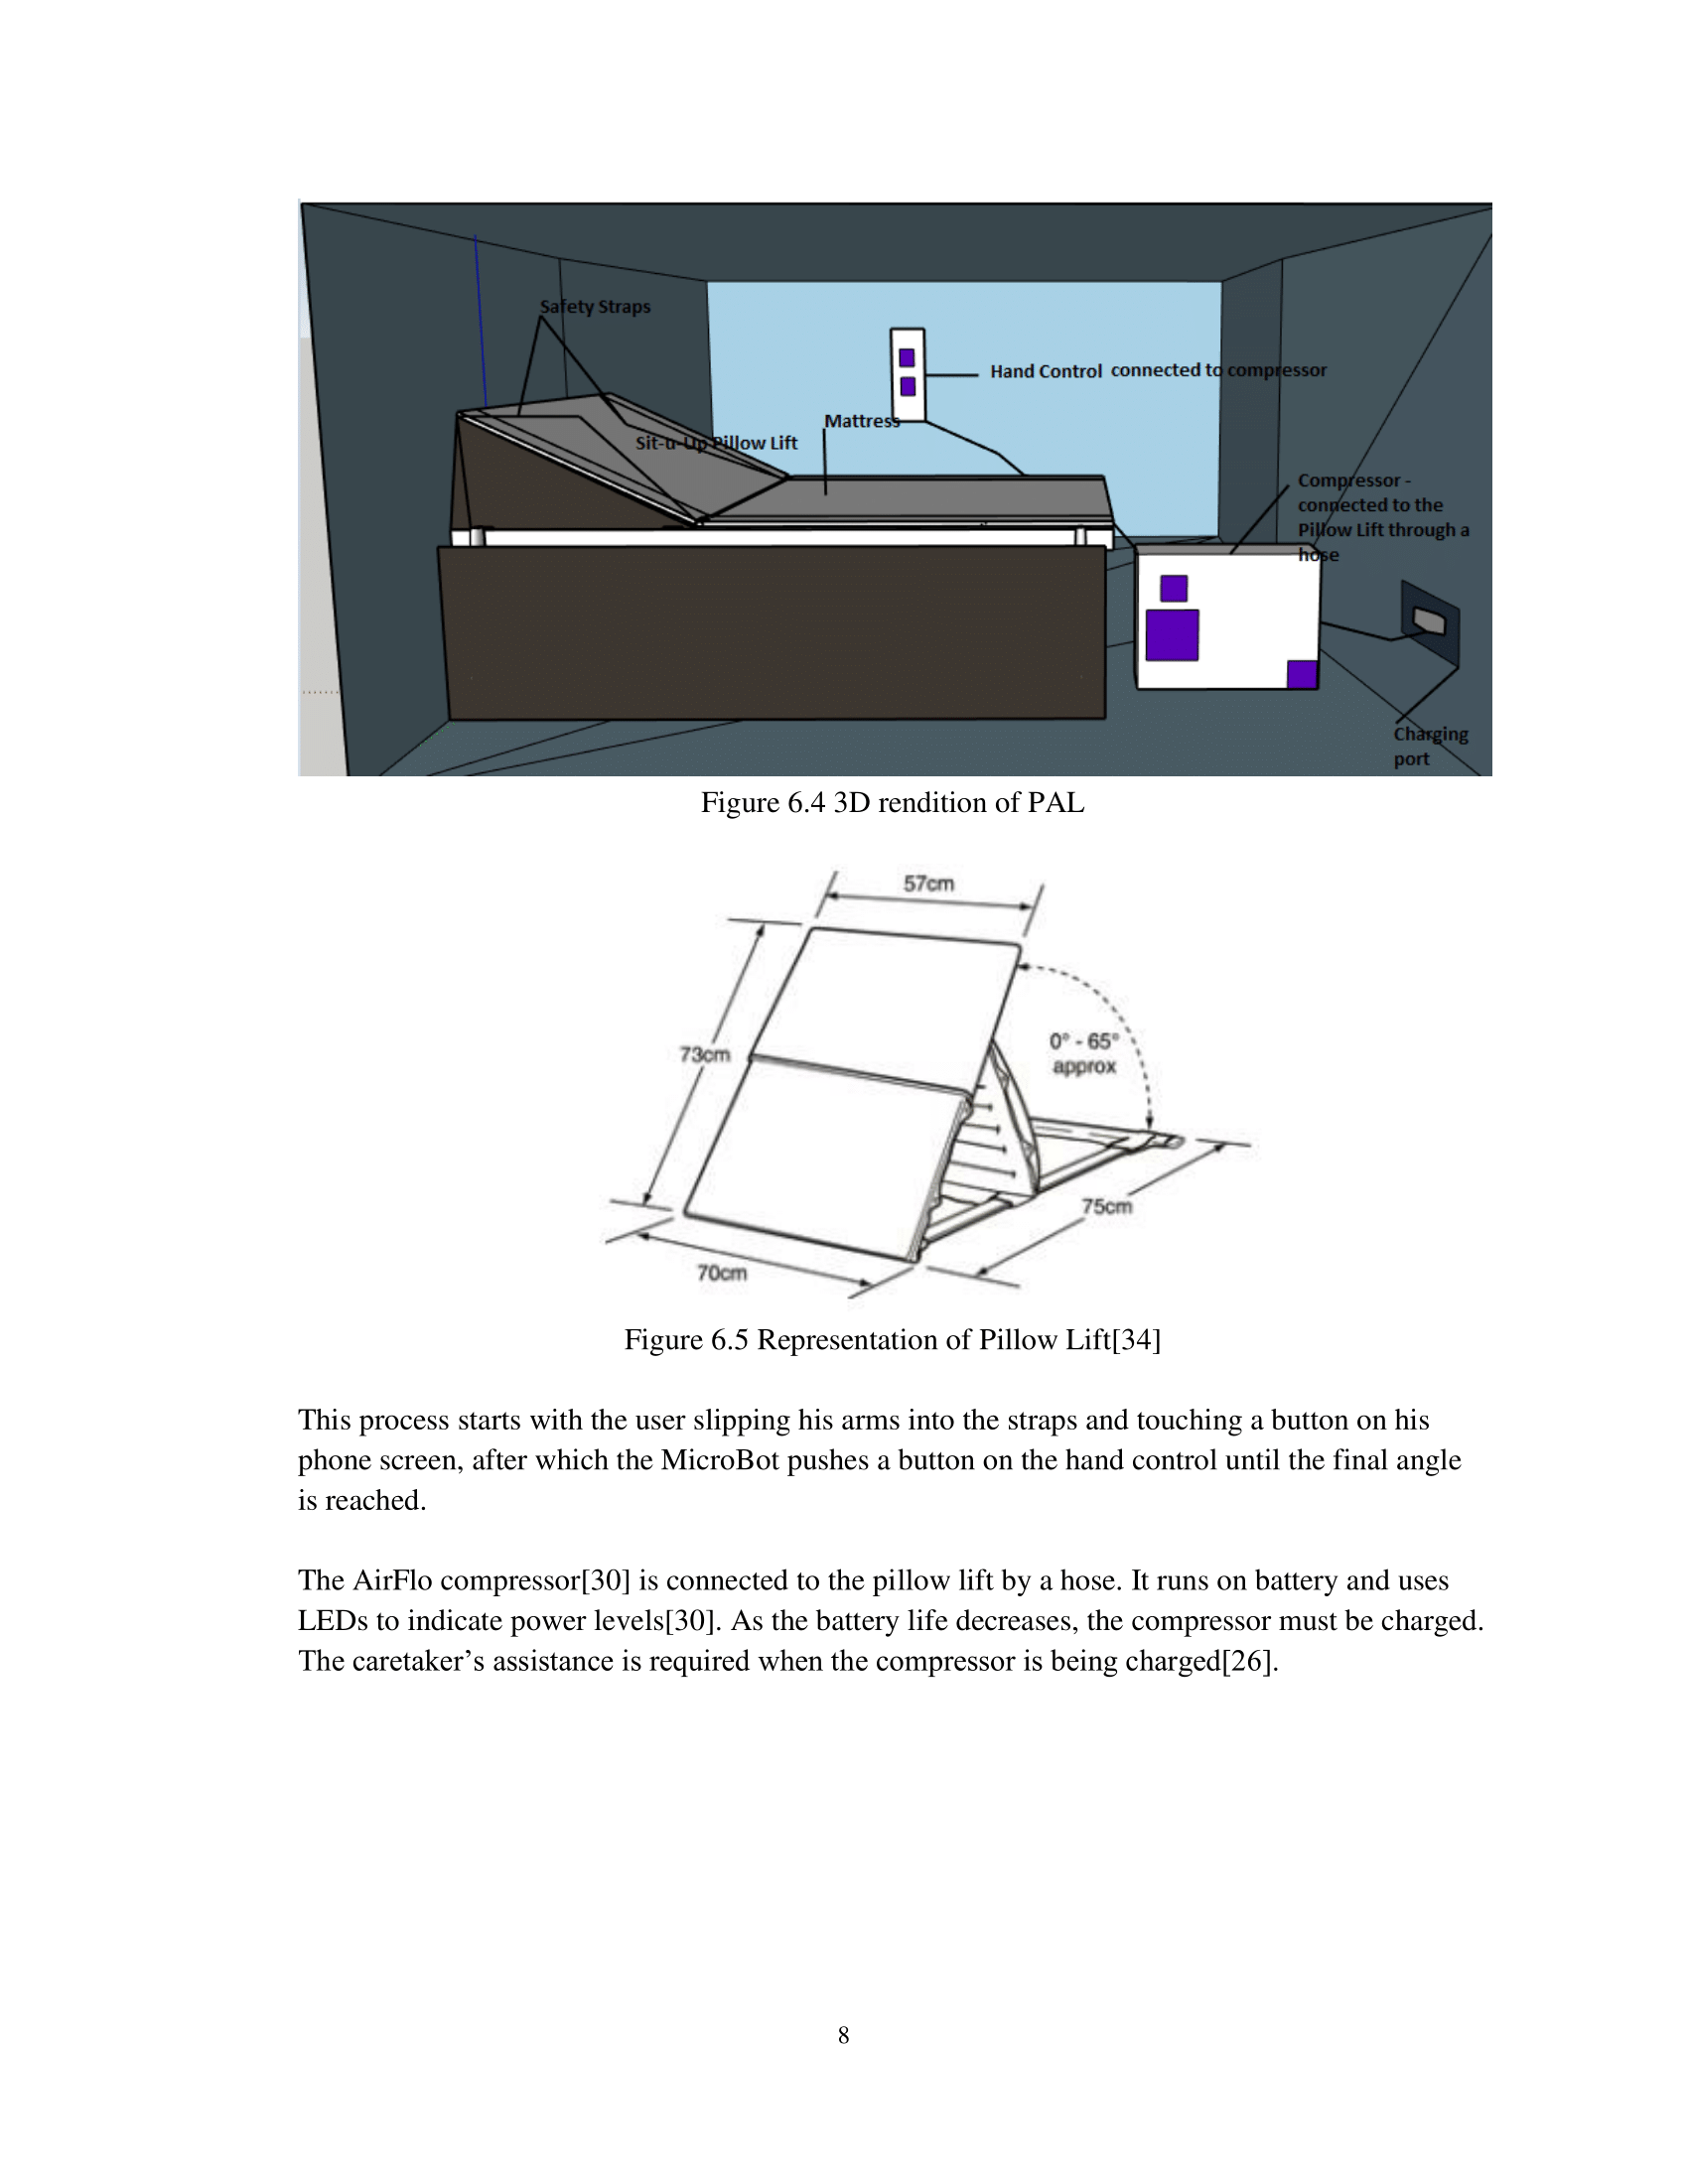 Safety Straps
Hand Control connected to compressor
Mattress
Sit-u-Up Pillow Lift
Compressor -
connected to the
Pillow Lift through a
hose
Charging
port
Figure 6.4 3D rendition of PAL
57cm
73cm
0° - 65°
approx
75cm
70cm
Figure 6.5 Representation of Pillow Lift[34]
This process starts with the user slipping his arms into the straps and touching a button on his
phone screen, after which the MicroBot pushes a button on the hand control until the final angle
is reached.
The AirFlo compressor[30] is connected to the pillow lift by a hose. It runs on battery and uses
LEDs to indicate power levels[30]. As the battery life decreases, the compressor must be charged.
The caretaker’s assistance is required when the compressor is being charged[26].
8